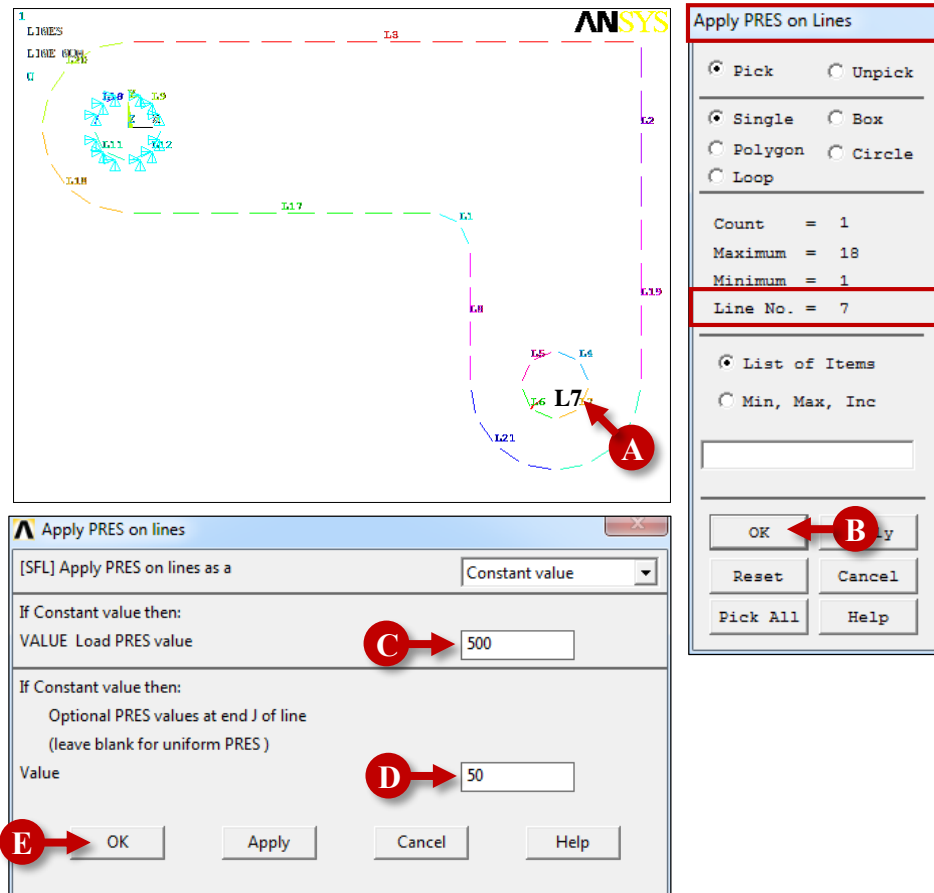 1
LINES
ANSYS
L3
L2
L9
L11
L12
L18
L17
L1
L19
L8
L5
L4
L6
L7
A
L21
Apply PRES on Lines
Pick
Unpick
Single
Box
Polygon
Circle
Loop
Count = 1
Maximum = 18
Minimum = 1
Line No. = 7
List of Items
Min, Max, Inc
OK
B
Reset
Cancel
Pick All
Help
Apply PRES on lines
[SFL] Apply PRES on lines as a
Constant value
If Constant value then:
VALUE Load PRES value
C
500
If Constant value then:
Optional PRES values at end J of line
(leave blank for uniform PRES )
Value
D
50
E
OK
Apply
Cancel
Help